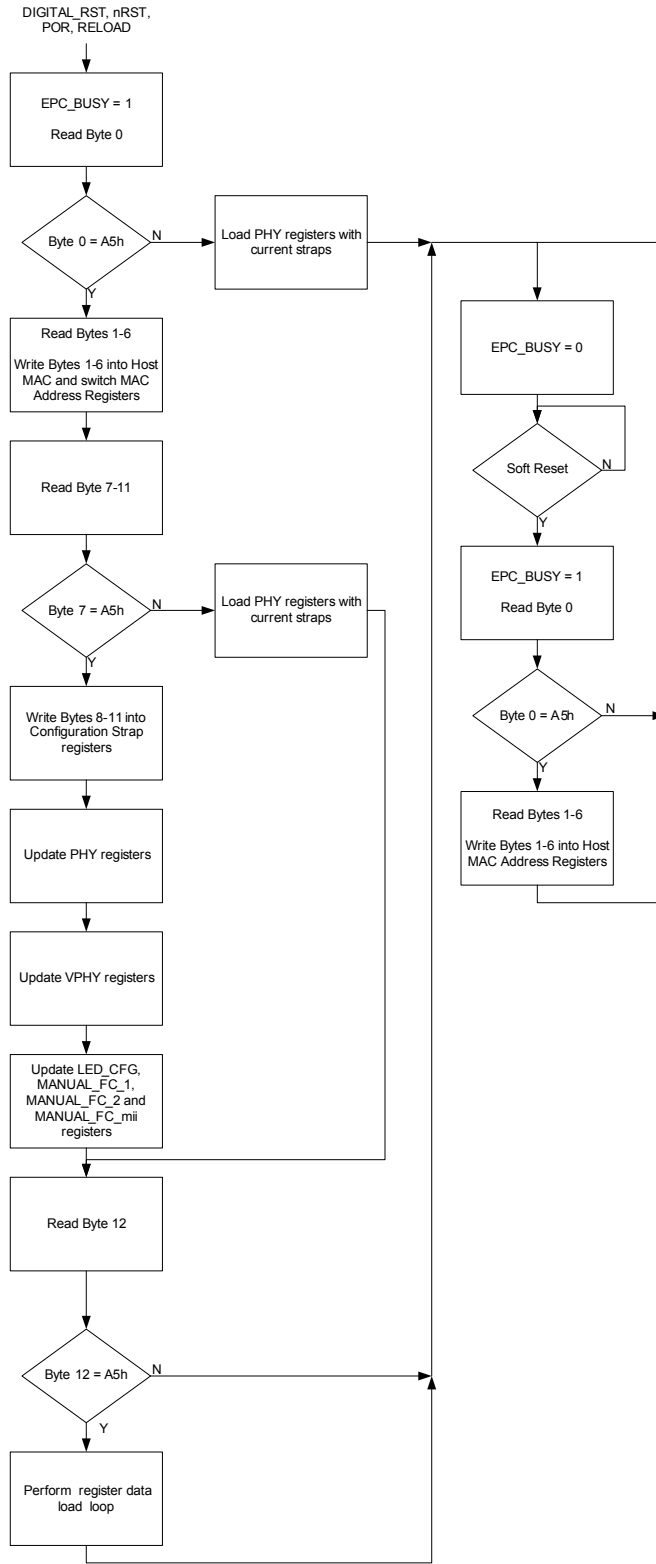 DIGITAL_RST, nRST,
POR, RELOAD
EPC_BUSY = 1
Read Byte 0
Byte 0 = A5h
N
Y
Load PHY registers with
current straps
Read Bytes 1-6
Write Bytes 1-6 into Host
MAC and switch MAC
Address Registers
Read Byte 7-11
Byte 7 = A5h
N
Y
Load PHY registers with
current straps
Write Bytes 8-11 into
Configuration Strap
registers
Update PHY registers
Update VPHY registers
Update LED_CFG,
MANUAL_FC_1,
MANUAL_FC_2 and
MANUAL_FC_mii
registers
Read Byte 12
Byte 12 = A5h
N
Y
Perform register data
load loop
EPC_BUSY = 0
Soft Reset
N
Y
EPC_BUSY = 1
Read Byte 0
Byte 0 = A5h
N
Y
Read Bytes 1-6
Write Bytes 1-6 into Host
MAC Address Registers